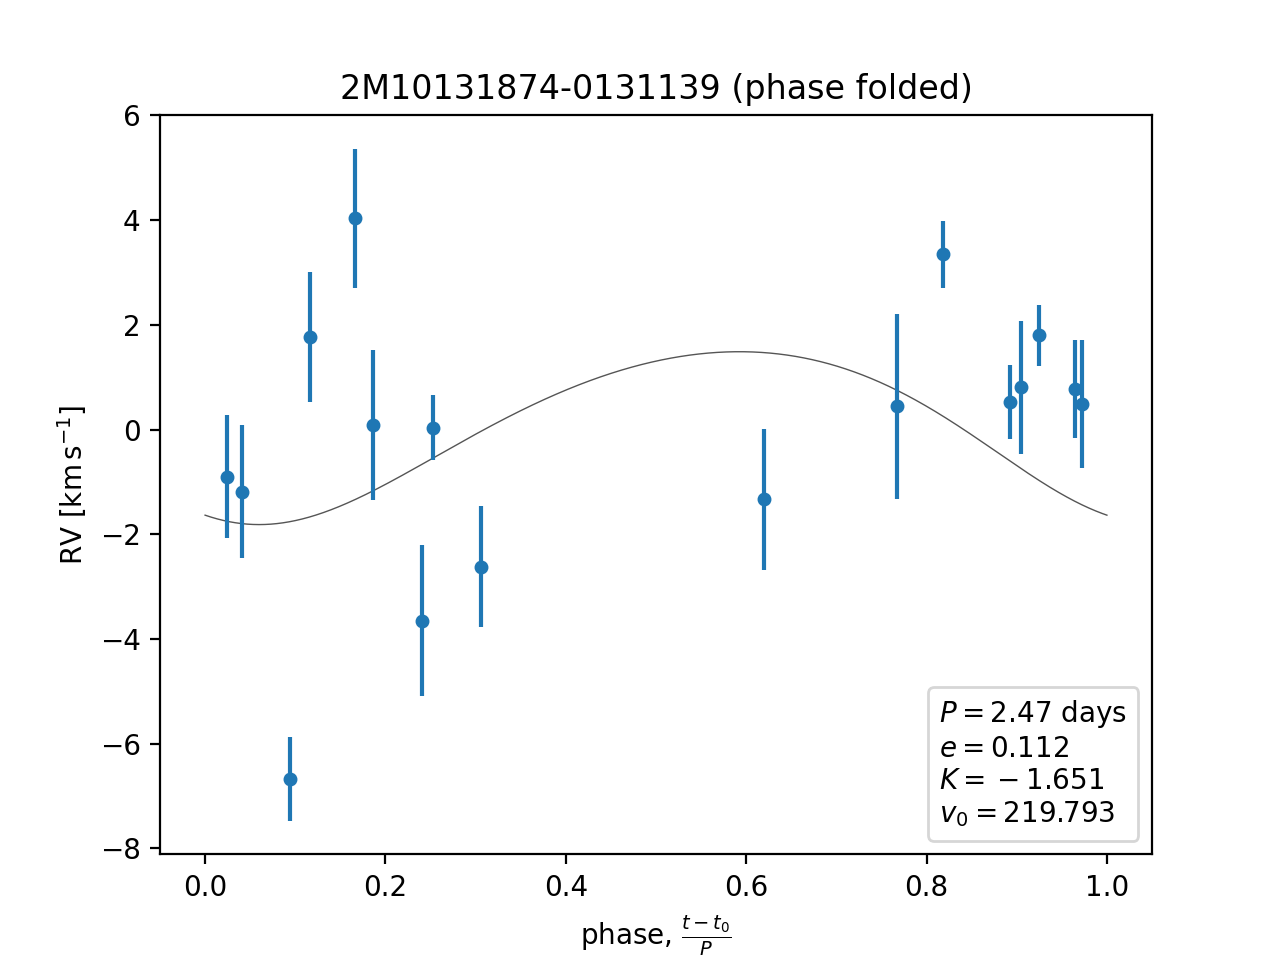 2M10131874-0131139 (phase folded)
RV [km s⁻¹]
6
4
2
0
−2
−4
−6
−8
P = 2.47 days
e = 0.112
K = −1.651
v₀ = 219.793
0.0 0.2 0.4 0.6 0.8 1.0
phase, (t − t₀)/P